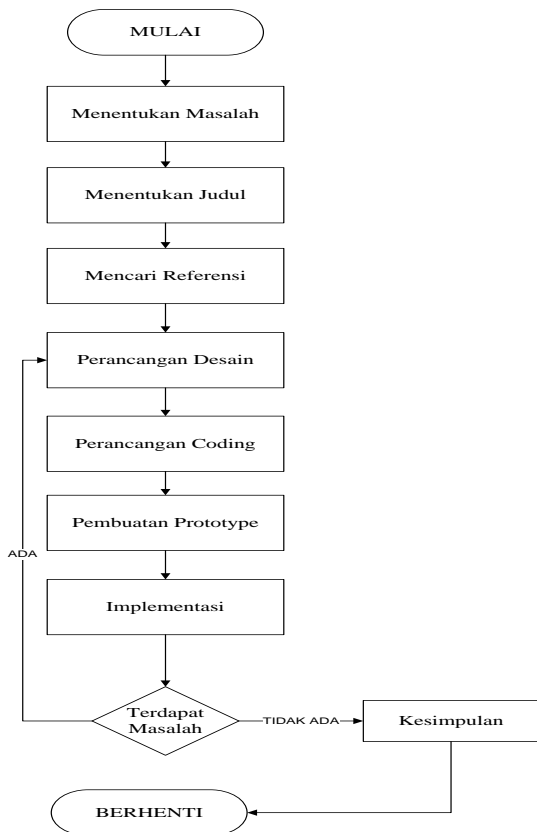 MULAI
Menentukan Masalah
Menentukan Judul
Mencari Referensi
Perancangan Desain
Perancangan Coding
Pembuatan Prototype
ADA
Implementasi
Terdapat
Masalah
TIDAK ADA
Kesimpulan
BERHENTI